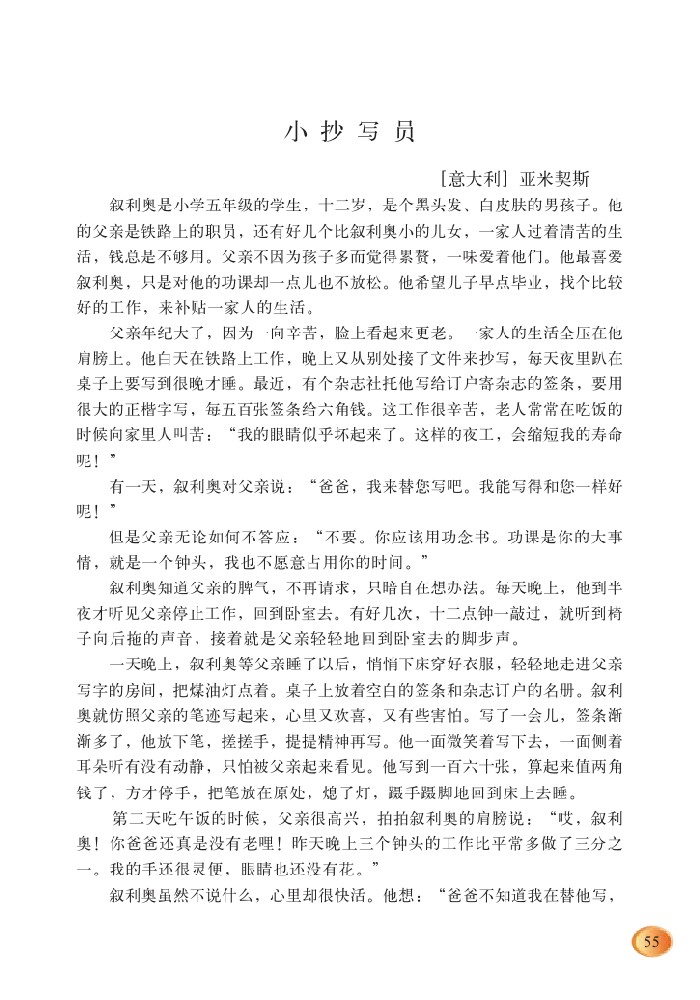 小抄写员
[意大利] 亚米契斯
叙利奥是小学五年级的学生，十二岁，是个黑头发、白皮肤的男孩子。他
的父亲是铁路上的职员，还有好几个比叙利奥小的儿女，一家人过着清苦的生
活，钱总是不够用。父亲不因为孩子多而觉得累赘，一味爱着他们。他最喜爱
叙利奥，只是对他的功课却一点儿也不放松。他希望儿子早点毕业，找个比较
好的工作，来补贴一家人的生活。
父亲年纪大了，因为一向辛苦，脸上看起来更老。一家人的生活全压在他
肩膀上。他白天在铁路上工作，晚上又从别处接了文件来抄写，每天夜里趴在
桌子上要写到很晚才睡。最近，有个杂志社托他写给订户寄杂志的签条，要用
很大的正楷字写，每五百张签条给六角钱。这工作很辛苦，老人常常在吃饭的
时候向家里人叫苦：“我的眼睛似乎坏起来了。这样的夜工，会缩短我的寿命
呢！”
有一天，叙利奥对父亲说：“爸爸，我来替您写吧。我能写得和您一样好
呢！”
但是父亲无论如何不答应：“不要。你应该用功念书。功课是你的大事
情，就是一个钟头，我也不愿意占用你的时间。”
叙利奥知道父亲的脾气，不再请求，只暗自在想办法。每天晚上，他到半
夜才听见父亲停止工作，回到卧室去。有好几次，十二点钟一敲过，就听到椅
子向后拖的声音，接着就是父亲轻轻地回到卧室去的脚步声。
一天晚上，叙利奥等父亲睡了以后，悄悄下床穿好衣服，轻轻地走进父亲
写字的房间，把煤油灯点着。桌子上放着空白的签条和杂志订户的名册。叙利
奥就仿照父亲的笔迹写起来，心里又欢喜，又有些害怕。写了一会儿，签条渐
渐多了，他放下笔，搓搓手，提提精神再写。他一面微笑着写下去，一面侧着
耳朵听有没有动静，只怕被父亲起来看见。他写到一百六十张，算起来值两角
钱了，方才停手，把笔放在原处，熄了灯，蹑手蹑脚地回到床上去睡。
第二天吃午饭的时候，父亲很高兴，拍拍叙利奥的肩膀说：“哎，叙利
奥！你爸爸还真是没有老哩！昨天晚上三个钟头的工作比平常多做了三分之
一。我的手还很灵便，眼睛也还没有花。”
叙利奥虽然不说什么，心里却很快活。他想：“爸爸不知道我在替他写，
55